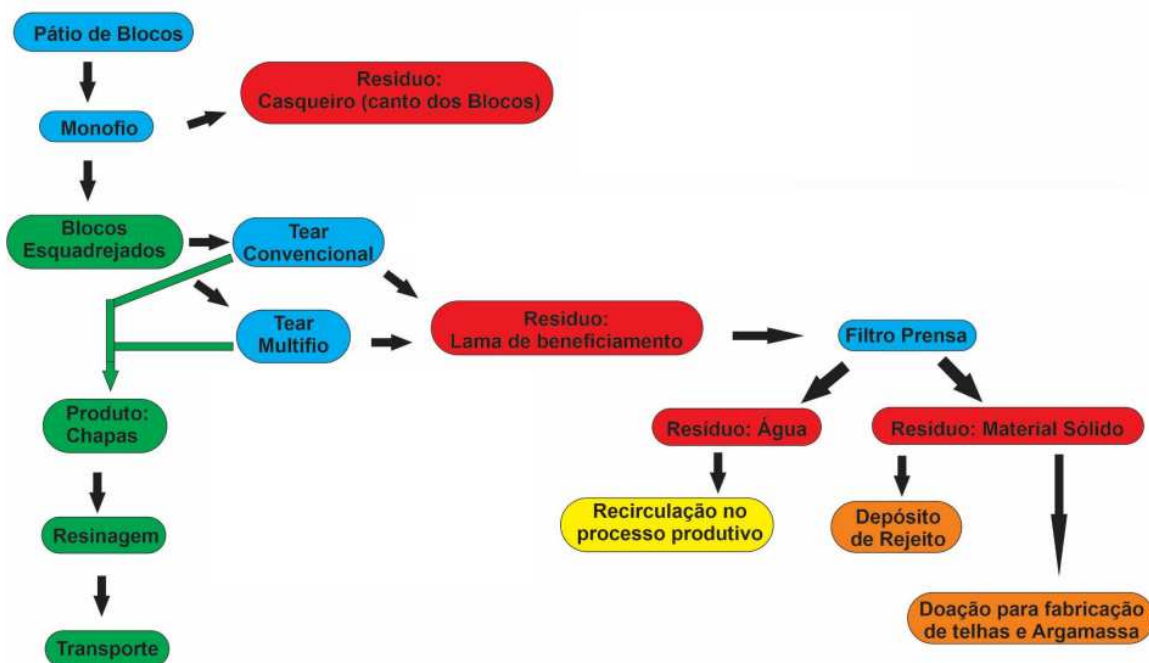 Pátio de Blocos
Resíduo:
Casqueiro (canto dos Blocos)
Monofio
Blocos
Esquadrejados
Tear
Convencional
Tear
Multifio
Resíduo:
Lama de beneficiamento
Filtro Prensa
Produto:
Chapas
Resíduo: Água
Resíduo: Material Sólido
Recirculação no
processo produtivo
Depósito
de Rejeito
Resinagem
Doação para fabricação
de telhas e Argamassa
Transporte